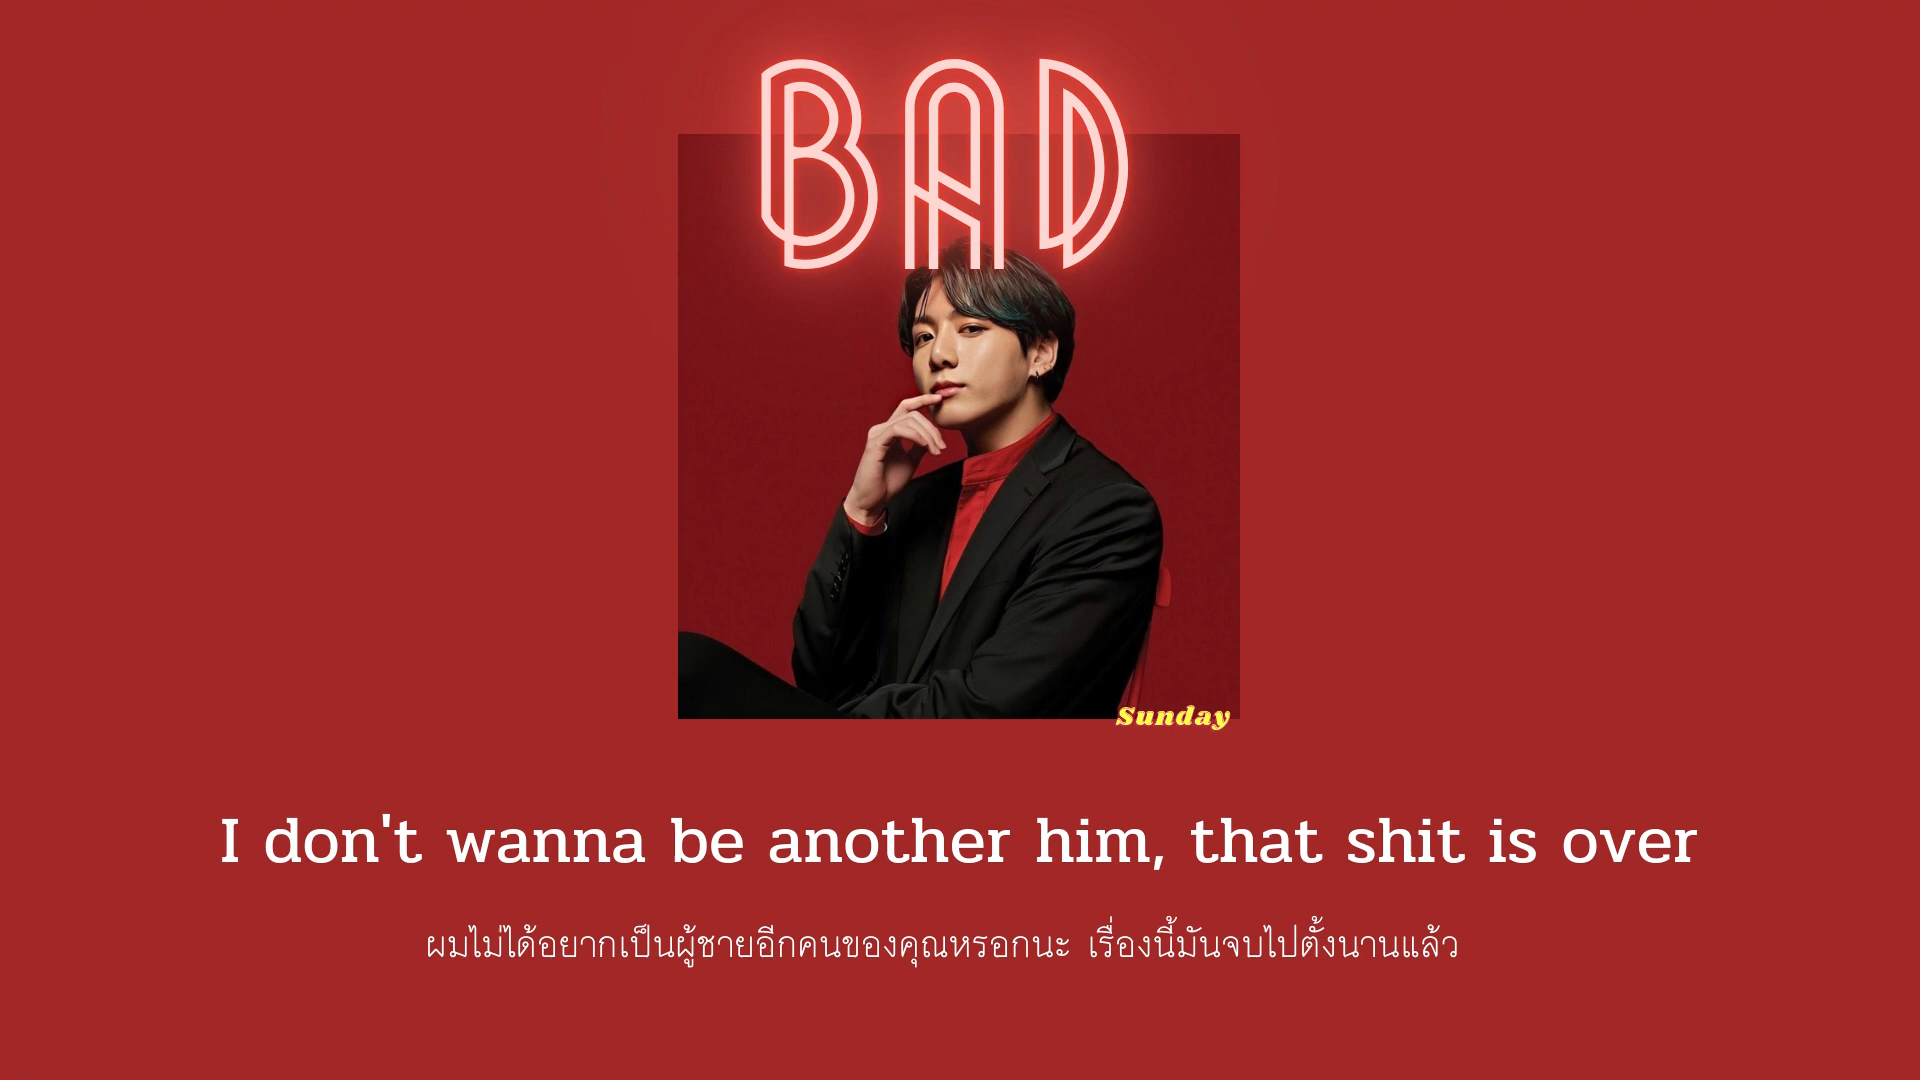 BAD
Sunday
I don't wanna be another him, that shit is over
ผมไม่ได้อยากเป็นผู้ชายอีกคนของคุณหรอกนะ เรื่องนี้มันจบไปตั้งนานแล้ว